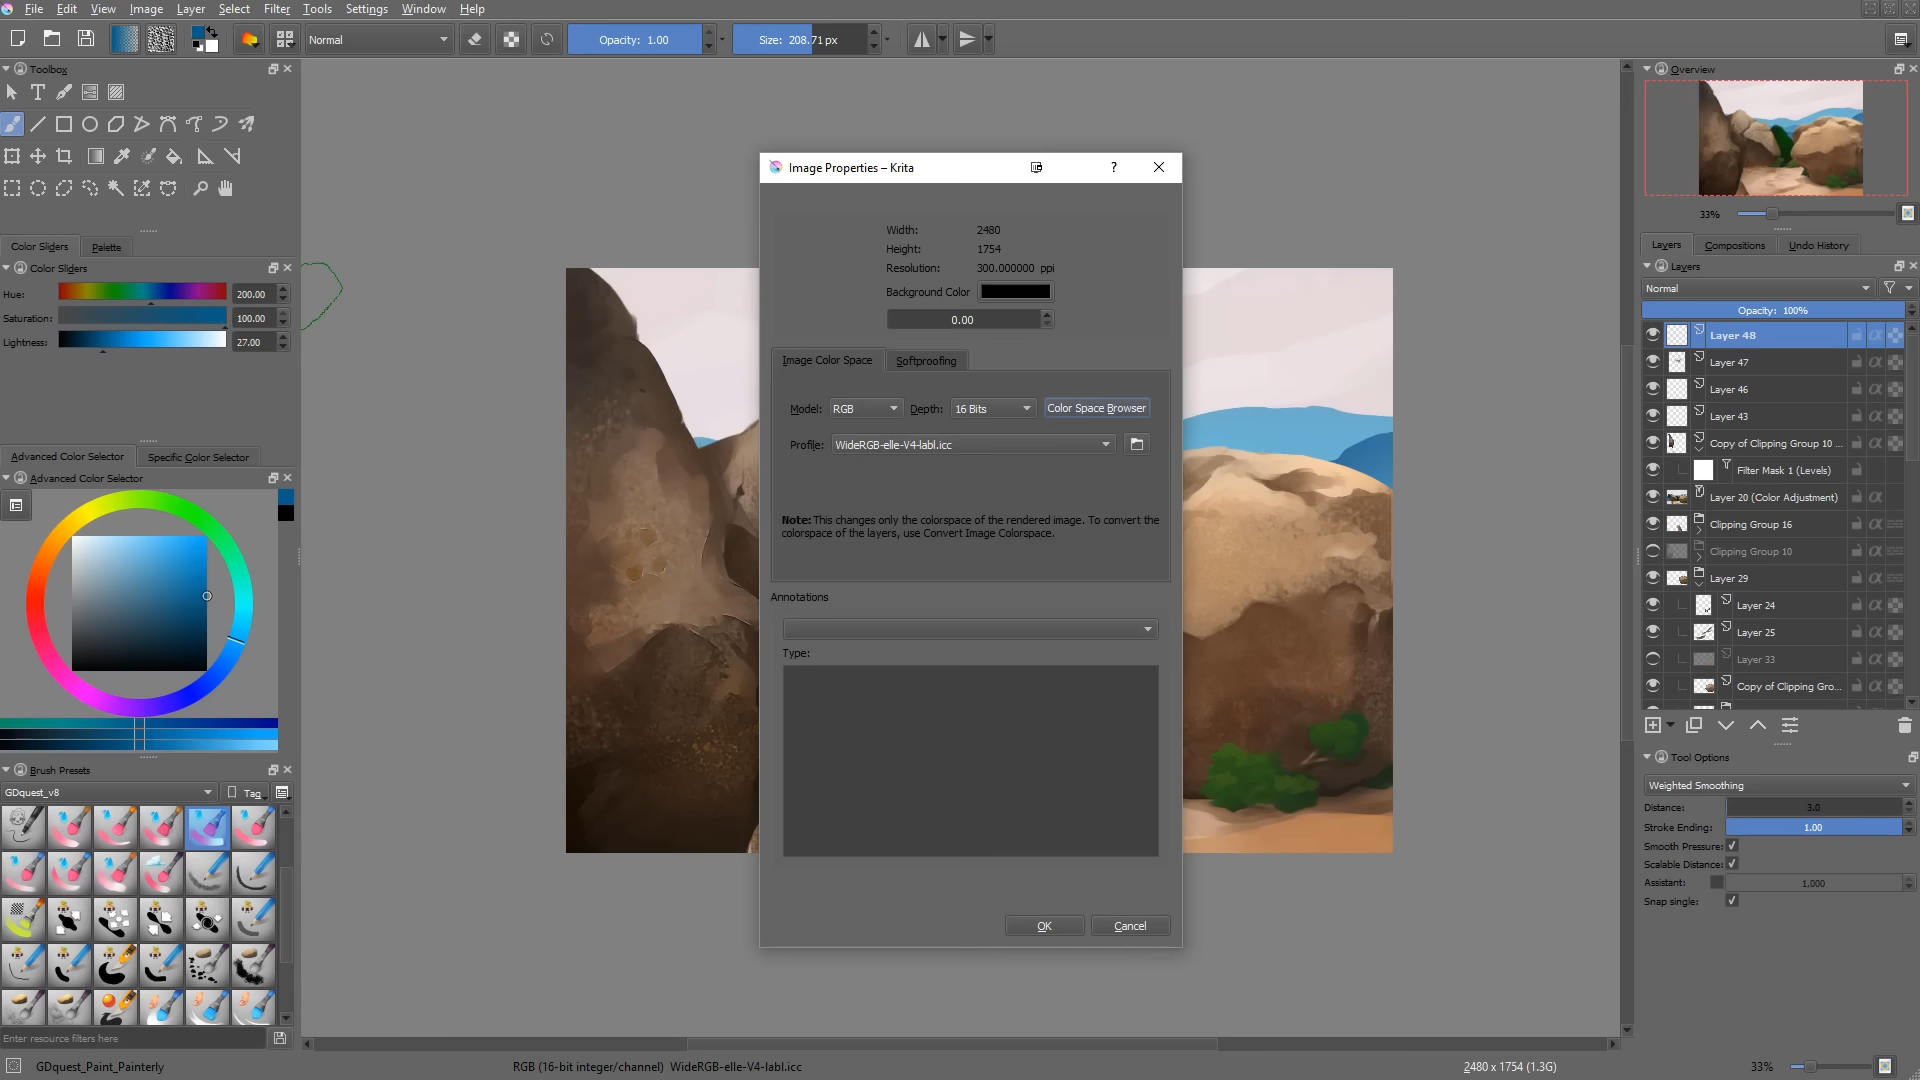 File Edit View Image Layer Select Filter Tools Settings Window Help
Normal Opacity: 1.00 Size: 208.71 px
Toolbox
Color Sliders Palette
Color Sliders
Hue: 200.00
Saturation: 100.00
Lightness: 27.00
Advanced Color Selector Specific Color Selector
Advanced Color Selector
Brush Presets
GDquest_v8 Tag
Enter resource filters here
GDquest_Paint_Painterly
RGB (16-bit integer/channel) WideRGB-elle-V4-labl.icc
2480 x 1754 (1.3G)
33%
Image Properties – Krita ?
Width: 2480
Height: 1754
Resolution: 300.000000 ppi
Background Color
0.00
Image Color Space Softproofing
Model: RGB Depth: 16 Bits Color Space Browser
Profile: WideRGB-elle-V4-labl.icc
Note: This changes only the colorspace of the rendered image. To convert the
colorspace of the layers, use Convert Image Colorspace.
Annotations
Type:
OK Cancel
Overview
33%
Layers Compositions Undo History
Layers
Normal
Opacity: 100%
Layer 48
Layer 47
Layer 46
Layer 43
Copy of Clipping Group 10 ...
Filter Mask 1 (Levels)
Layer 20 (Color Adjustment)
Clipping Group 16
Clipping Group 10
Layer 29
Layer 24
Layer 25
Layer 33
Copy of Clipping Gro...
Tool Options
Weighted Smoothing
Distance: 3.0
Stroke Ending: 1.00
Smooth Pressure:
Scalable Distance:
Assistant: 1,000
Snap single: